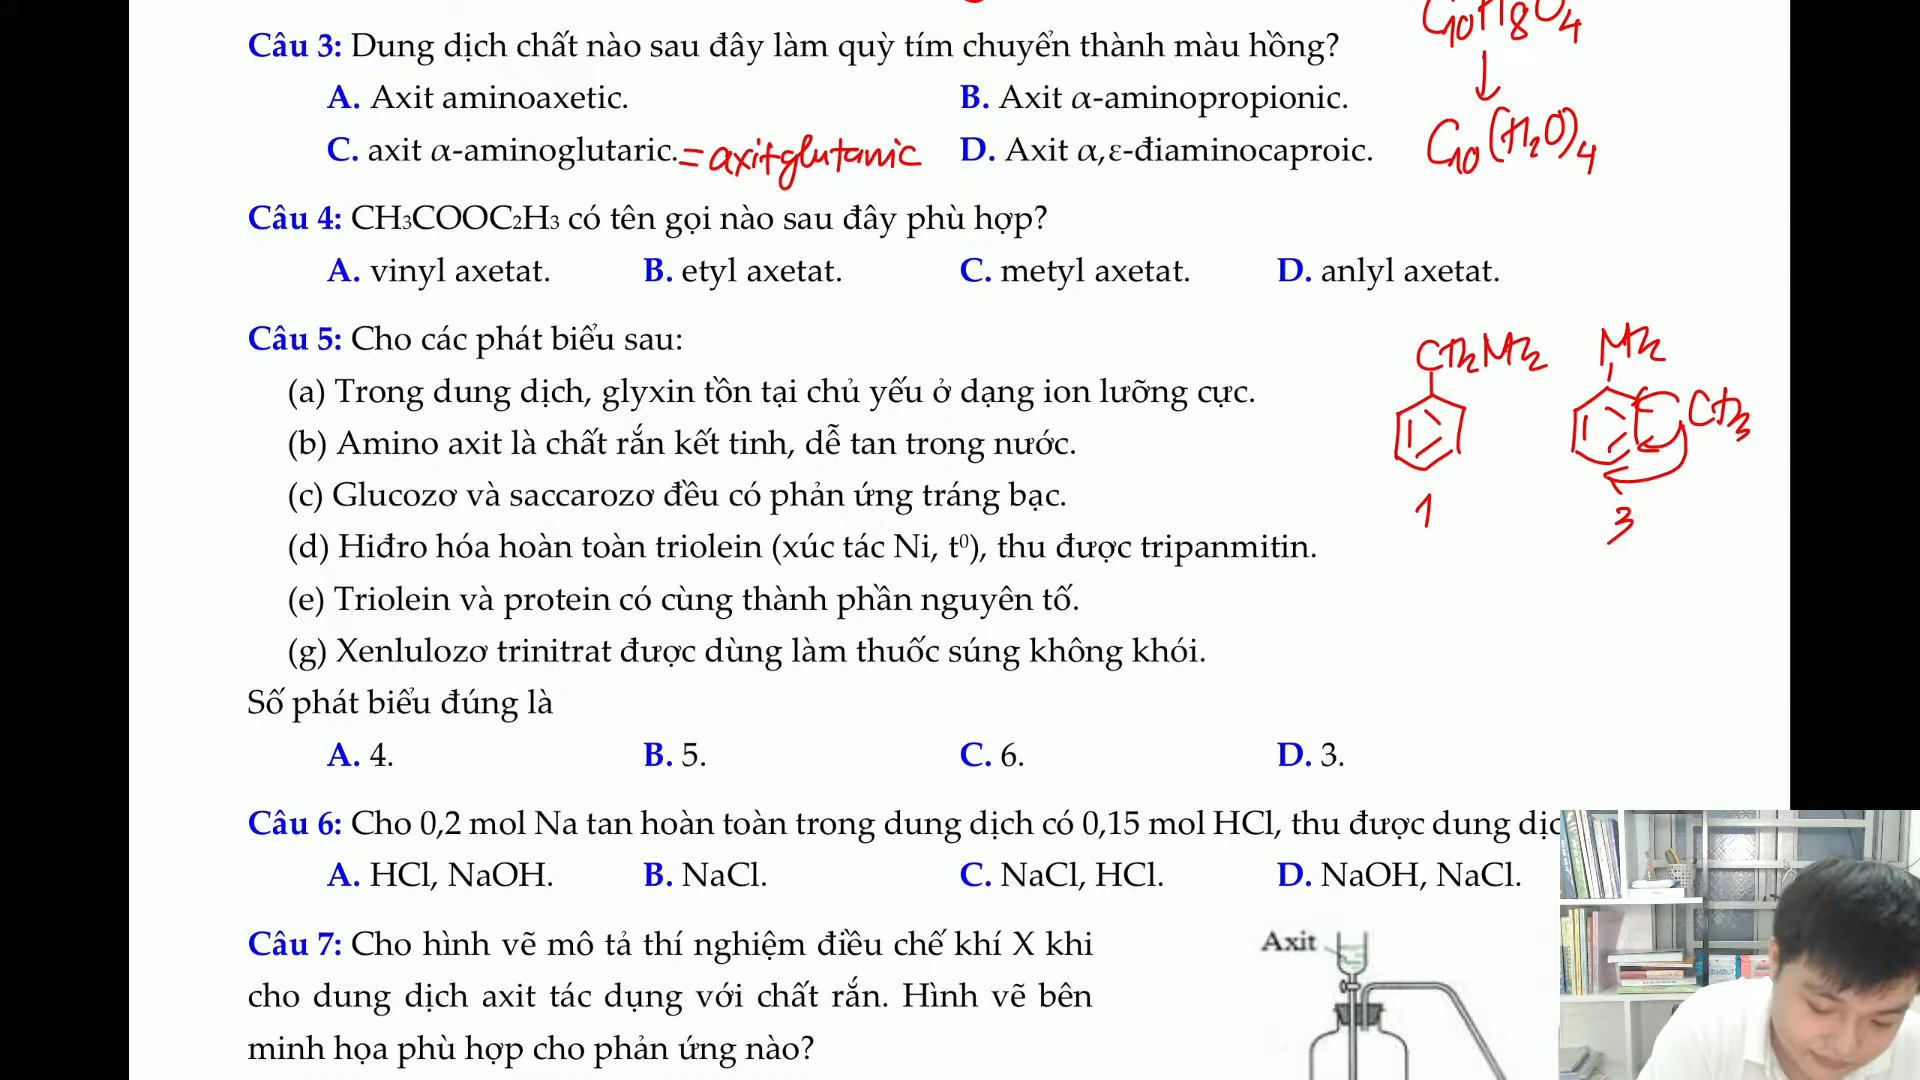 C10H8O4
Câu 3: Dung dịch chất nào sau đây làm quỳ tím chuyển thành màu hồng?
A. Axit aminoaxetic. B. Axit α-aminopropionic.
C. axit α-aminoglutaric. = axit glutamic D. Axit α,ε-điaminocaproic.
C10(H2O)4
Câu 4: CH₃COOC₂H₃ có tên gọi nào sau đây phù hợp?
A. vinyl axetat. B. etyl axetat. C. metyl axetat. D. anlyl axetat.
Câu 5: Cho các phát biểu sau:
CH2NH2 NH2
CH3
1 3
(a) Trong dung dịch, glyxin tồn tại chủ yếu ở dạng ion lưỡng cực.
(b) Amino axit là chất rắn kết tinh, dễ tan trong nước.
(c) Glucozơ và saccarozơ đều có phản ứng tráng bạc.
(d) Hiđro hóa hoàn toàn triolein (xúc tác Ni, t⁰), thu được tripanmitin.
(e) Triolein và protein có cùng thành phần nguyên tố.
(g) Xenlulozơ trinitrat được dùng làm thuốc súng không khói.
Số phát biểu đúng là
A. 4. B. 5. C. 6. D. 3.
Câu 6: Cho 0,2 mol Na tan hoàn toàn trong dung dịch có 0,15 mol HCl, thu được dung
A. HCl, NaOH. B. NaCl. C. NaCl, HCl. D. NaOH, NaCl.
Câu 7: Cho hình vẽ mô tả thí nghiệm điều chế khí X khi
cho dung dịch axit tác dụng với chất rắn. Hình vẽ bên
minh họa phù hợp cho phản ứng nào?
Axit